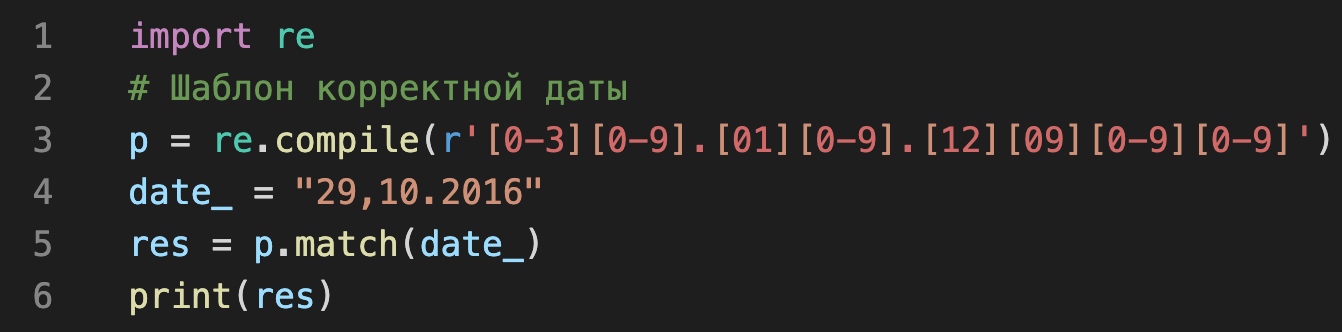 1 import re
2 # Шаблон корректной даты
3 p = re.compile(r'[0-3][0-9].[01][0-9].[12][09][0-9][0-9]')
4 date_ = "29,10.2016"
5 res = p.match(date_)
6 print(res)